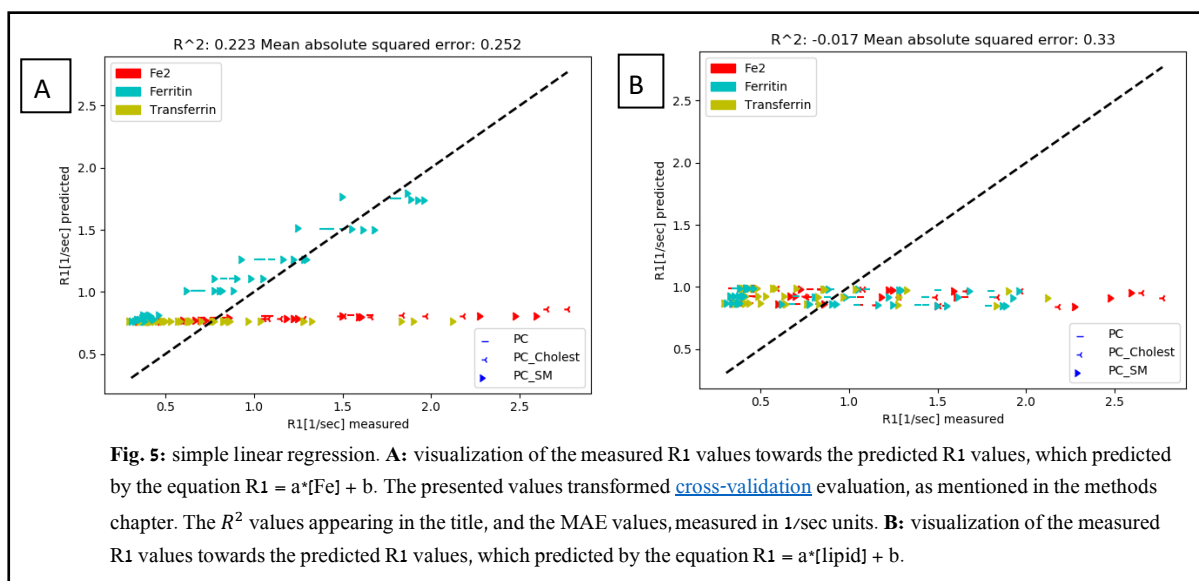 R^2: 0.223 Mean absolute squared error: 0.252
A
Fe2
Ferritin
Transferrin
R1[1/sec] predicted
2.5
2.0
1.5
1.0
0.5
PC
PC_Cholest
PC_SM
0.5 1.0 1.5 2.0 2.5
R1[1/sec] measured
R^2: -0.017 Mean absolute squared error: 0.33
B
Fe2
Ferritin
Transferrin
R1[1/sec] predicted
2.5
2.0
1.5
1.0
0.5
PC
PC_Cholest
PC_SM
0.5 1.0 1.5 2.0 2.5
R1[1/sec] measured
Fig. 5: simple linear regression. A: visualization of the measured R1 values towards the predicted R1 values, which predicted
by the equation R1 = a*[Fe] + b. The presented values transformed cross-validation evaluation, as mentioned in the methods
chapter. The R² values appearing in the title, and the MAE values, measured in 1/sec units. B: visualization of the measured
R1 values towards the predicted R1 values, which predicted by the equation R1 = a*[lipid] + b.